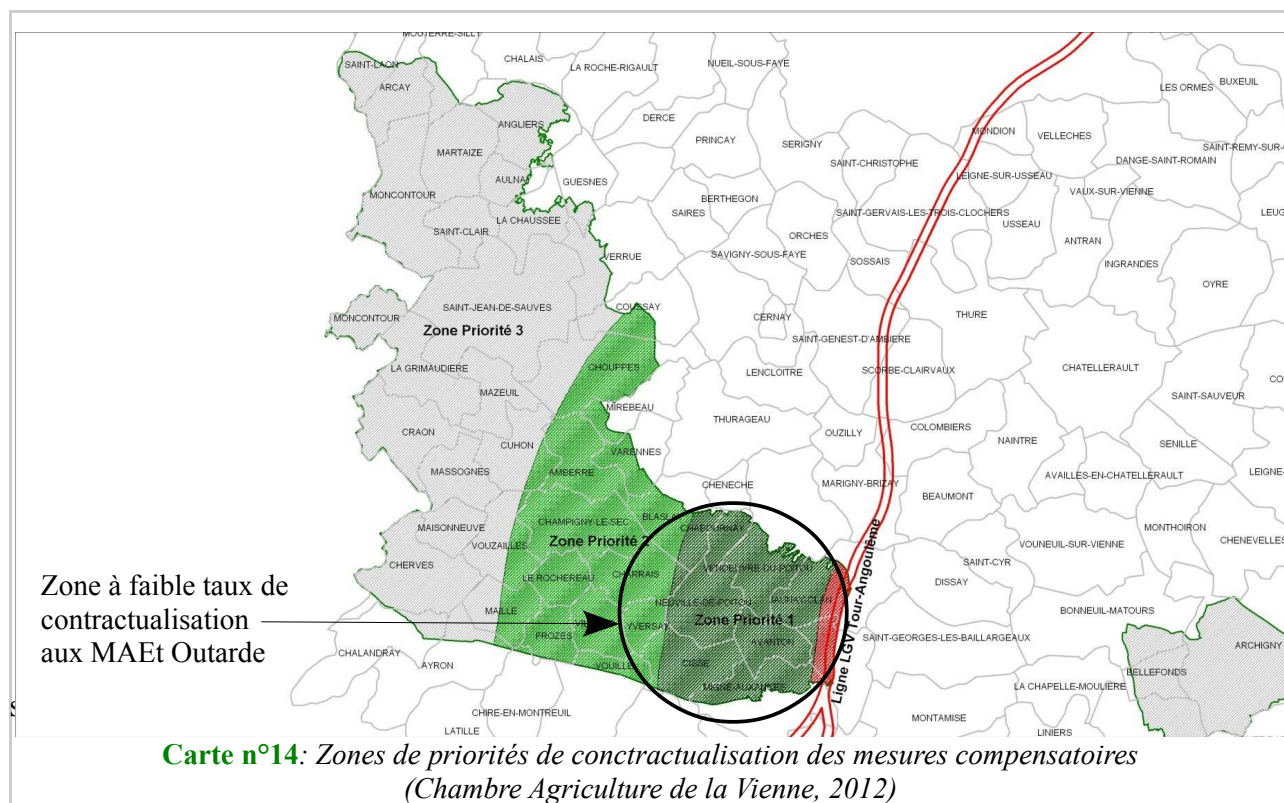 MOUTERRE-SILLY
CHALAIS
SAINT-LAON
LA ROCHE-RIGAULT
NUEIL-SOUS-FAYE
BUXEUIL
LES ORMES
ARCAY
ANGLIERS
DERCE
PRINCAY
SERIGNY
MONDION
VELLECHES
SAINT-REMY-SUR-
MARTAIZE
SAINT-CHRISTOPHE
DANGE-SAINT-ROMAIN
AULNA
GUESNES
LEIGNE-SUR-USSEAU
MONCONTOUR
BERTHEGON
VAUX-SUR-VIENNE
SAIRES
SAINT-GERVAIS-LES-TROIS-CLOCHERS
LEUG
LA CHAUSSEE
USSEAU
SAINT-CLAIR
ORCHES
ANTRAN
VERRUE
SAVIGNY-SOUS-FAYE
SOSSAIS
INGRANDES
OYRE
SAINT-JEAN-DE-SAUVES
COUSSAY
MONCONTOUR
CERNAY
THURE
Zone Priorité 3
SAINT-GENEST-D'AMBIERE
LA GRIMAUDIERE
CHOUPPES
LENCLOITRE
SCORBE-CLAIRVAUX
CHATELLERAULT
MAZEUIL
SAINT-SAUVEUR
MIREBEAU
THURAGEAU
CRAON
CUHON
OUZILLY
COLOMBIERS
NAINTRE
SENILLE
VARENNES
MASSOGNES
AMBERRE
AVAILLES-EN-CHATELLERAULT
LEIGNE-
CHENECHE
MARIGNY-BRIZAY
BEAUMONT
MAISONNEUVE
CHAMPIGNY-LE-SEC
BLASLA
CHABOURNAY
MONTHOIRON
VOUZAILLES
Zone Priorité 2
VOUNEUIL-SUR-VIENNE
CHENEVELLES
CHERVES
VENDEUVRE-DU-POITOU
SAINT-CYR
LE ROCHEREAU
CHARRAIS
DISSAY
Zone à faible taux de
contractualisation
aux MAEt Outarde
NEUVILLE-DE-POITOU
JAUNAY-CLAN
MAILLE
BONNEUIL-MATOURS
YVERSAY
Zone Priorité 1
FROZES
AVANTON
SAINT-GEORGES-LES-BAILLARGEAUX
ARCHIGNY
CHALANDRAY
AYRON
VOUILLE
CISSE
BELLEFONDS
MIGNE-AUXANCES
LA CHAPELLE-MOULIERE
CHIRE-EN-MONTREUIL
MONTAMISE
LATILLE
LINIERS
Ligne LGV Tour-Angoulème
Carte n°14: Zones de priorités de conctractualisation des mesures compensatoires
(Chambre Agriculture de la Vienne, 2012)